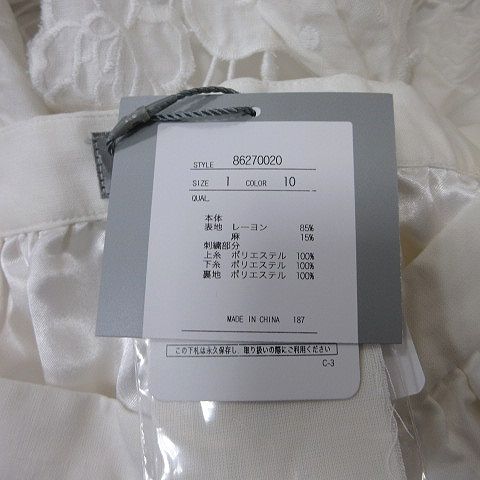 STYLE 86270020
SIZE 1 COLOR 10
QUAL.
本体
表地 レーヨン 85%
麻 15%
刺繍部分
上糸 ポリエステル 100%
下糸 ポリエステル 100%
裏地 ポリエステル 100%
MADE IN CHINA 187
この下札は永久保存し、取り扱いの際にご利用ください
C-3